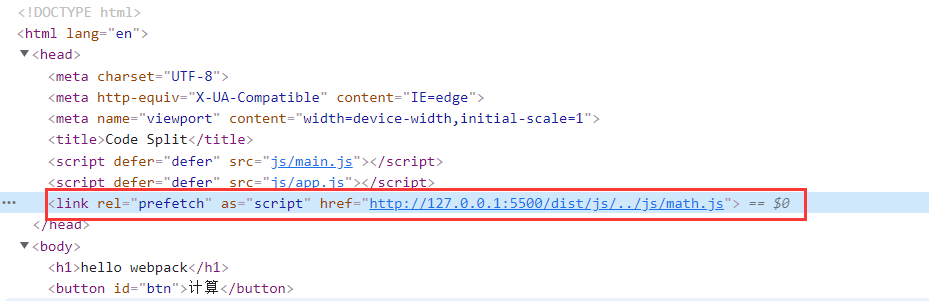 <!DOCTYPE html>
<html lang="en">
<head>
<meta charset="UTF-8">
<meta http-equiv="X-UA-Compatible" content="IE=edge">
<meta name="viewport" content="width=device-width,initial-scale=1">
<title>Code Split</title>
<script defer="defer" src="js/main.js"></script>
<script defer="defer" src="js/app.js"></script>
<link rel="prefetch" as="script" href="http://127.0.0.1:5500/dist/js/../js/math.js"> == $0
</head>
<body>
<h1>hello webpack</h1>
<button id="btn">计算</button>